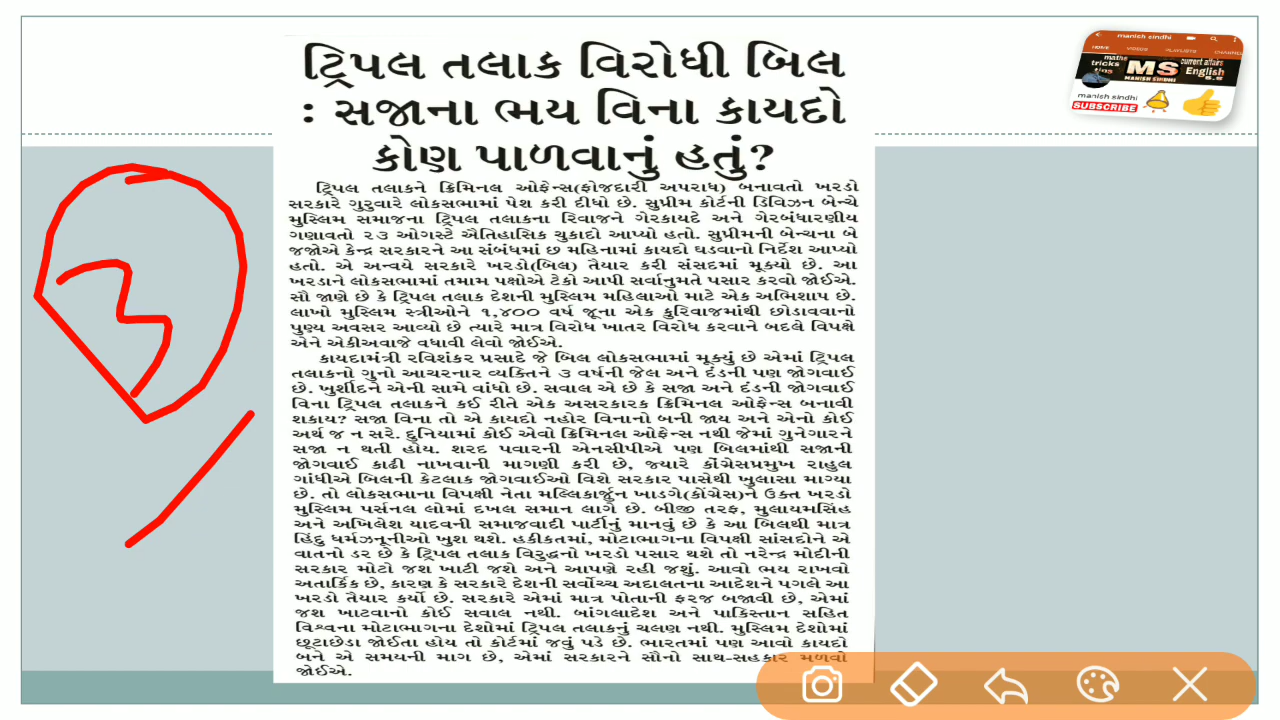 ટ્રિપલ તલાક વિરોધી બિલ
: સજાના ભય વિના કાયદો
કોણ પાળવાનું હતું?
ટ્રિપલ તલાકને ક્રિમિનલ ઓફેન્સ(ફોજદારી અપરાધ) બનાવતો ખરડો
સરકારે ગુરુવારે લોકસભામાં પેશ કરી દીધો છે. સુપ્રીમ કોર્ટની ડિવિઝન બેન્ચે
મુસ્લિમ સમાજના ટ્રિપલ તલાકના રિવાજને ગેરકાયદે અને ગેરબંધારણીય
ગણાવતો ૨૩ ઓગસ્ટે ઐતિહાસિક ચુકાદો આપ્યો હતો. સુપ્રીમની બેન્ચના બે
જજોએ કેન્દ્ર સરકારને આ સંબંધમાં છ મહિનામાં કાયદો ઘડવાનો નિર્દેશ આપ્યો
હતો. એ અન્વયે સરકારે ખરડો(બિલ) તૈયાર કરી સંસદમાં મૂક્યો છે. આ
ખરડાને લોકસભામાં તમામ પક્ષોએ ટેકો આપી સર્વાનુમતે પસાર કરવો જોઈએ.
સૌ જાણે છે કે ટ્રિપલ તલાક દેશની મુસ્લિમ મહિલાઓ માટે એક અભિશાપ છે.
લાખો મુસ્લિમ સ્ત્રીઓને ૧,૪૦૦ વર્ષ જૂના એક કુરિવાજમાંથી છોડાવવાનો
પુણ્ય અવસર આવ્યો છે ત્યારે માત્ર વિરોધ ખાતર વિરોધ કરવાને બદલે વિપક્ષે
એને એકીઅવાજે વધાવી લેવો જોઈએ.
કાયદામંત્રી રવિશંકર પ્રસાદે જે બિલ લોકસભામાં મૂક્યું છે એમાં ટ્રિપલ
તલાકનો ગુનો આચરનાર વ્યક્તિને ૩ વર્ષની જેલ અને દંડની પણ જોગવાઈ
છે. ખુર્શીદને એની સામે વાંધો છે. સવાલ એ છે કે સજા અને દંડની જોગવાઈ
વિના ટ્રિપલ તલાકને કઈ રીતે એક અસરકારક ક્રિમિનલ ઓફેન્સ બનાવી
શકાય? સજા વિના તો એ કાયદો નહોર વિનાનો બની જાય અને એનો કોઈ
અર્થ જ ન સરે. દુનિયામાં કોઈ એવો ક્રિમિનલ ઓફેન્સ નથી જેમાં ગુનેગારને
સજા ન થતી હોય. શરદ પવારની એનસીપીએ પણ બિલમાંથી સજાની
જોગવાઈ કાઢી નાખવાની માગણી કરી છે, જ્યારે કોંગ્રેસપ્રમુખ રાહુલ
ગાંધીએ બિલની કેટલાક જોગવાઈઓ વિશે સરકાર પાસેથી ખુલાસા માગ્યા
છે. તો લોકસભાના વિપક્ષી નેતા મલ્લિકાર્જુન ખાડગે(કોંગ્રેસ)ને ઉક્ત ખરડો
મુસ્લિમ પર્સનલ લોમાં દખલ સમાન લાગે છે. બીજી તરફ, મુલાયમસિંહ
અને અખિલેશ યાદવની સમાજવાદી પાર્ટીનું માનવું છે કે આ બિલથી માત્ર
હિંદુ ધર્મઝનૂનીઓ ખુશ થશે. હકીકતમાં, મોટાભાગના વિપક્ષી સાંસદોને એ
વાતનો ડર છે કે ટ્રિપલ તલાક વિરુદ્ધનો ખરડો પસાર થશે તો નરેન્દ્ર મોદીની
સરકાર મોટો જશ ખાટી જશે અને આપણે રહી જશું. આવો ભય રાખવો
અતાર્કિક છે, કારણ કે સરકારે દેશની સર્વોચ્ચ અદાલતના આદેશને પગલે આ
ખરડો તૈયાર કર્યો છે. સરકારે એમાં માત્ર પોતાની ફરજ બજાવી છે, એમાં
જશ ખાટવાનો કોઈ સવાલ નથી. બાંગલાદેશ અને પાકિસ્તાન સહિત
વિશ્વના મોટાભાગના દેશોમાં ટ્રિપલ તલાકનું ચલણ નથી. મુસ્લિમ દેશોમાં
છૂટાછેડા જોઈતા હોય તો કોર્ટમાં જવું પડે છે. ભારતમાં પણ આવો કાયદો
બને એ સમયની માગ છે, એમાં સરકારને સૌનો સાથ-સહકાર મળવો
જોઈએ.
manish sindhi
HOME VIDEOS PLAYLISTS
maths tricks tips
MS
MANISH SINDHI
current affairs
English
manish sindhi
SUBSCRIBE